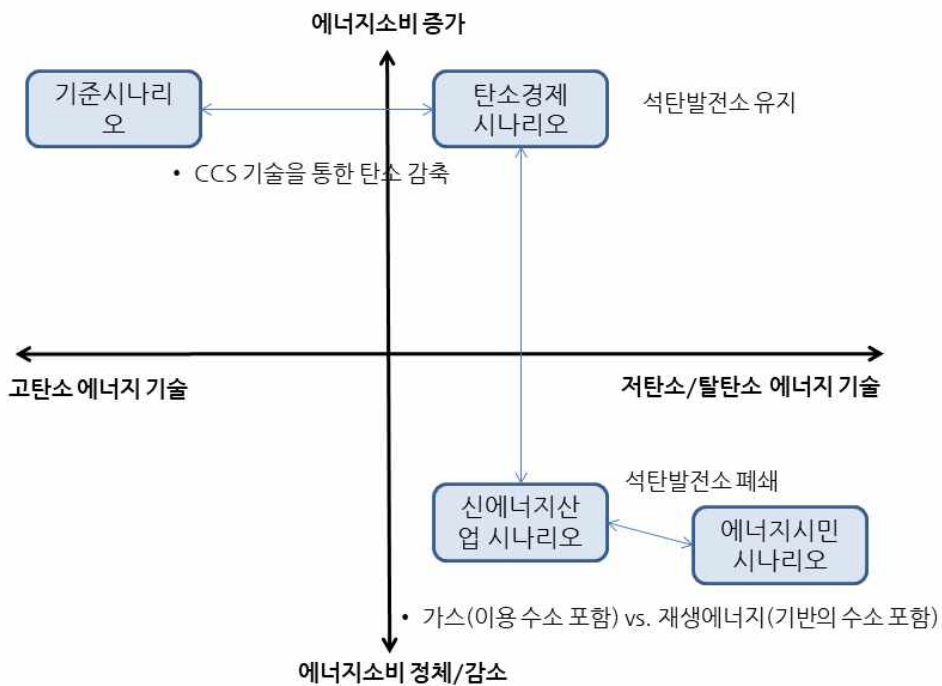 에너지소비 증가
기준시나리
오
탄소경제
시나리오
석탄발전소 유지
• CCS 기술을 통한 탄소 감축
고탄소 에너지 기술
저탄소/탈탄소 에너지 기술
석탄발전소 폐쇄
신에너지산
업 시나리오
에너지시민
시나리오
• 가스(이용 수소 포함) vs. 재생에너지(기반의 수소 포함)
에너지소비 정체/감소